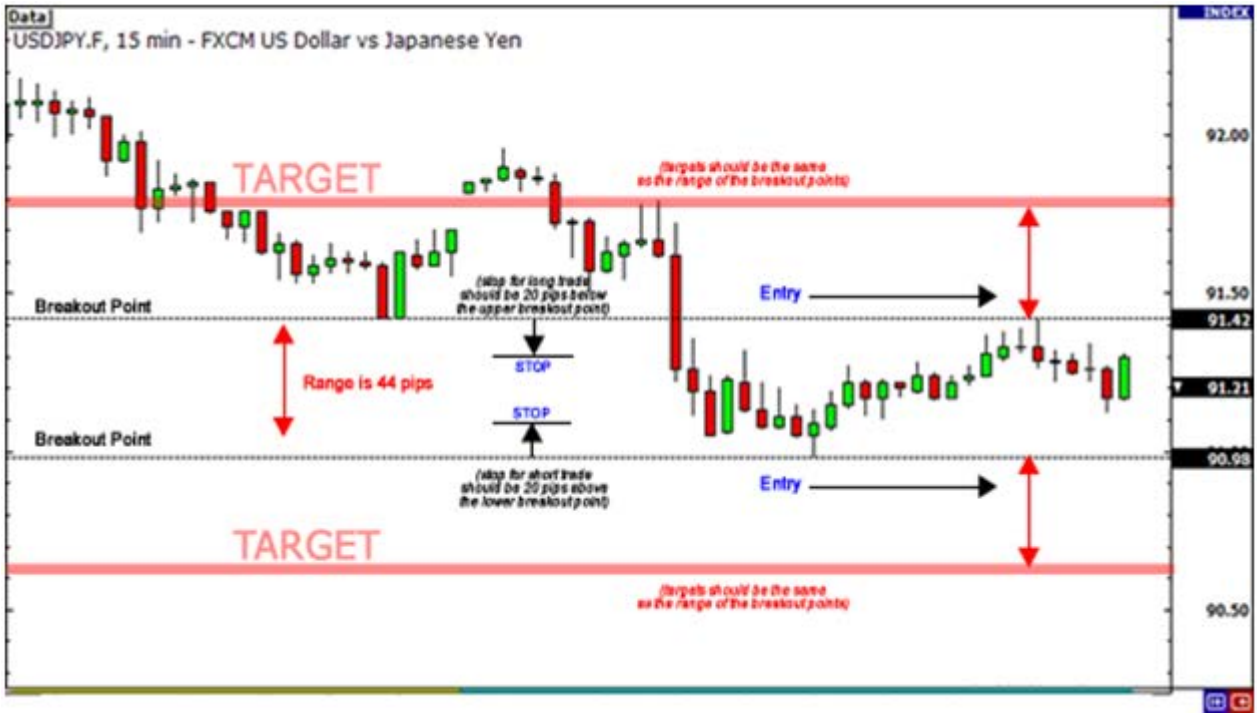 Data
INDEX
USDJPY.F, 15 min - FXCM US Dollar vs Japanese Yen
92.00
TARGET
(targets should be the same
as the range of the breakout points)
(stop for long trade
should be 20 pips below
the upper breakout point)
Entry
91.50
Breakout Point
91.42
STOP
Range is 44 pips
91.21
STOP
Breakout Point
90.98
(stop for short trade
should be 20 pips above
the lower breakout point)
Entry
TARGET
(targets should be the same
as the range of the breakout points)
90.50